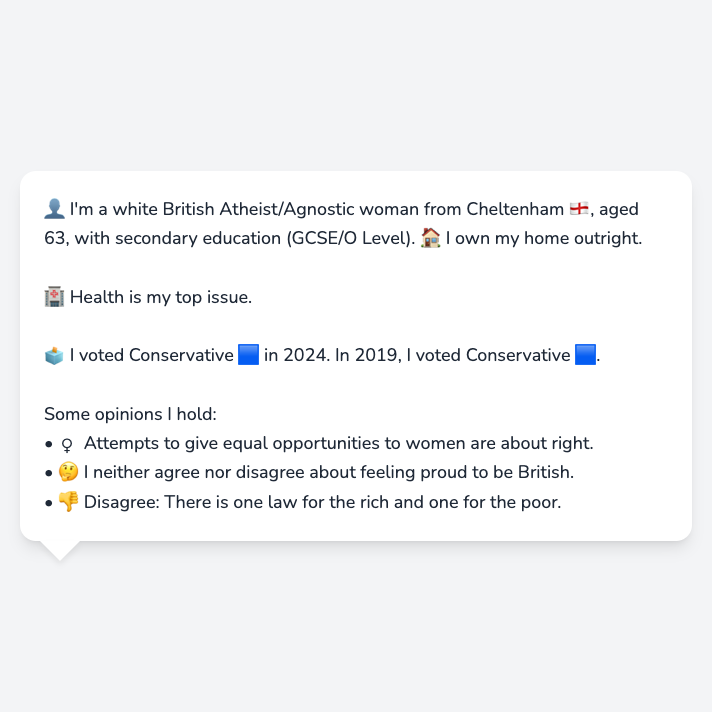 👤 I'm a white British Atheist/Agnostic woman from Cheltenham 🏴󠁧󠁢󠁥󠁮󠁧󠁿, aged
63, with secondary education (GCSE/O Level). 🏠 I own my home outright.
🏥 Health is my top issue.
🗳️ I voted Conservative 🟦 in 2024. In 2019, I voted Conservative 🟦.
Some opinions I hold:
• ♀ Attempts to give equal opportunities to women are about right.
• 🤔 I neither agree nor disagree about feeling proud to be British.
• 👎 Disagree: There is one law for the rich and one for the poor.